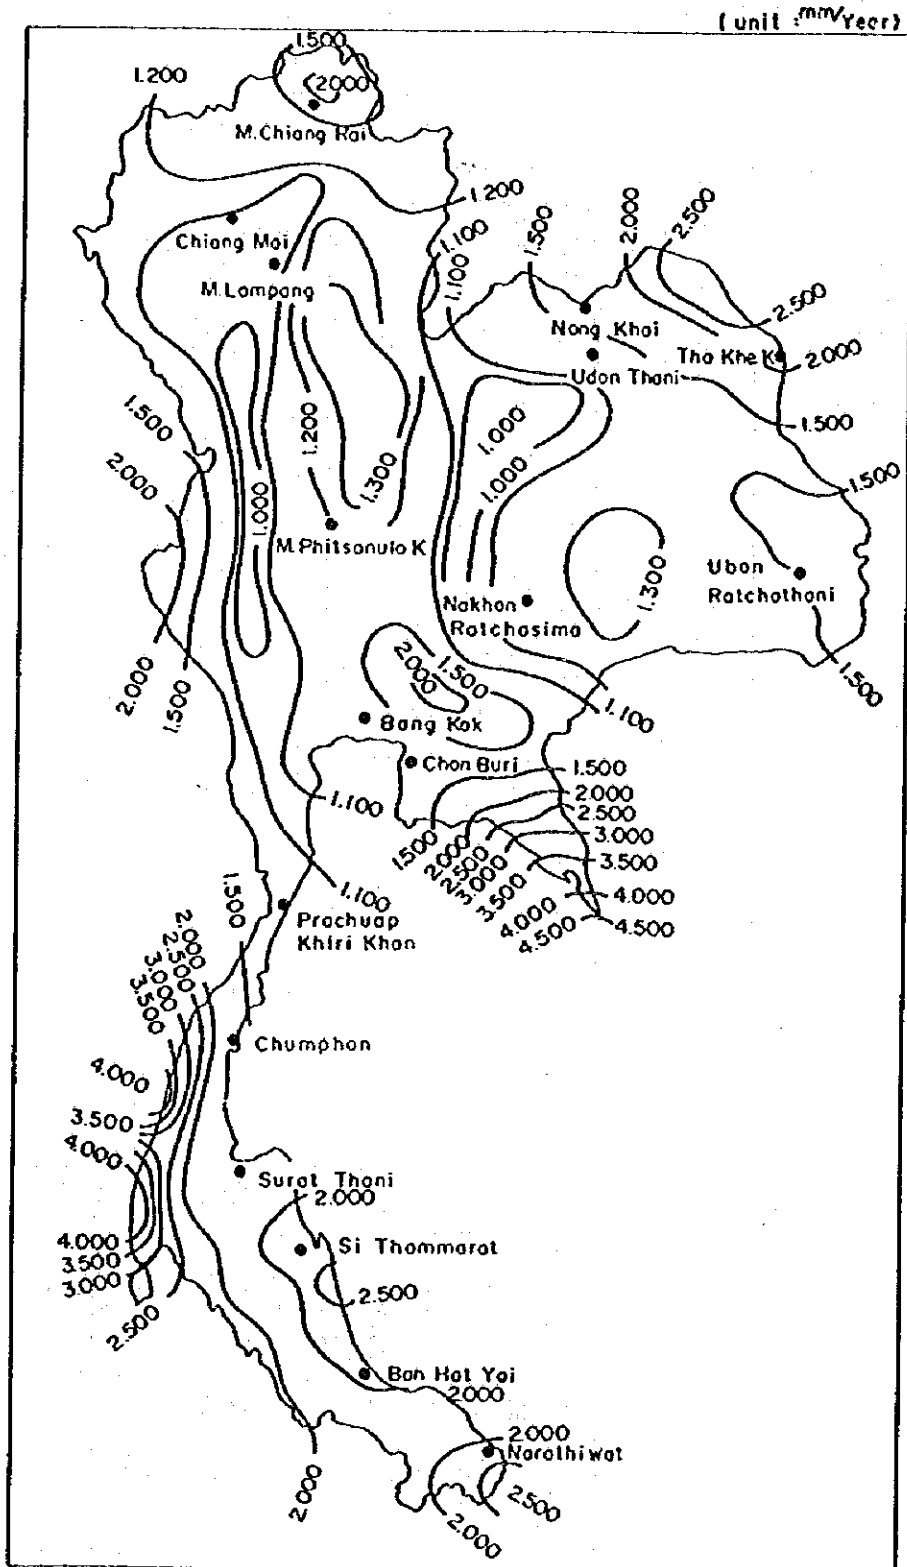 (unit : mm/Year)
1.500
1.200
2.000
M.Chiang Rai
1.200
2.000
2.500
1.500
1.100
1.100
Chiang Mai
M.Lampang
2.500
Nong Khai
Tha Khe K
2.000
Udon Thani
1.500
1.500
1.000
2.000
1.200
1.300
1.000
1.000
1.500
M.Phitsanulo K
1.300
Ubon
Ratchathani
Nakhon
Ratchasima
2.000
1.500
2.000
1.500
1.500
1.100
Bang Kok
Chon Buri
1.500
1.100
2.000
2.500
3.000
3.500
4.000
4.500
1.500
2.000
2.500
3.000
3.500
4.000
4.500
1.100
1.500
Prachuap
Khiri Khan
2.000
2.500
3.000
3.500
Chumphon
4.000
3.500
4.000
Surat Thani
2.000
4.000
3.500
3.000
2.500
Si Thammarat
2.500
Ban Hat Yai
2.000
2.000
Narathiwat
2.500
2.000
2.000